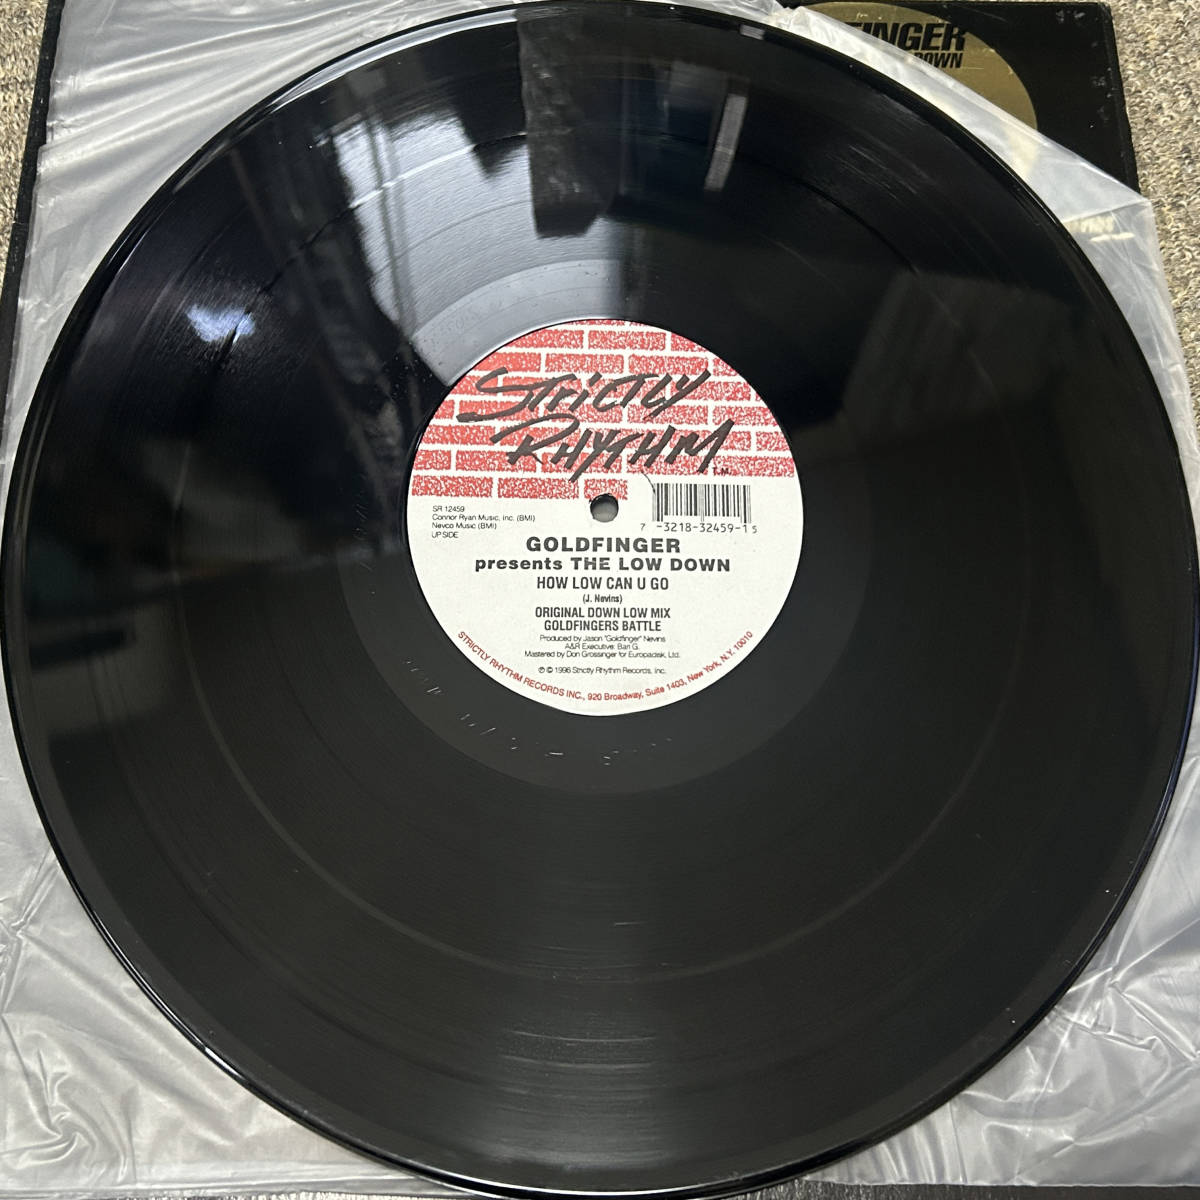 FINGER
DOWN
STRICTLY
RHYTHM
T.M.
SR 12459
Connor Ryan Music, Inc. (BMI)
Nevco Music (BMI)
UP SIDE
7 -3218-32459-1 5
GOLDFINGER
presents THE LOW DOWN
HOW LOW CAN U GO
(J. Nevins)
ORIGINAL DOWN LOW MIX
GOLDFINGERS BATTLE
Produced by Jason "Goldfinger" Nevins
A&R Executive: Bari G.
Mastered by Don Grossinger for Europadisk, Ltd.
℗ © 1996 Strictly Rhythm Records, Inc.
STRICTLY RHYTHM RECORDS INC., 920 Broadway, Suite 1403, New York, N.Y. 10010